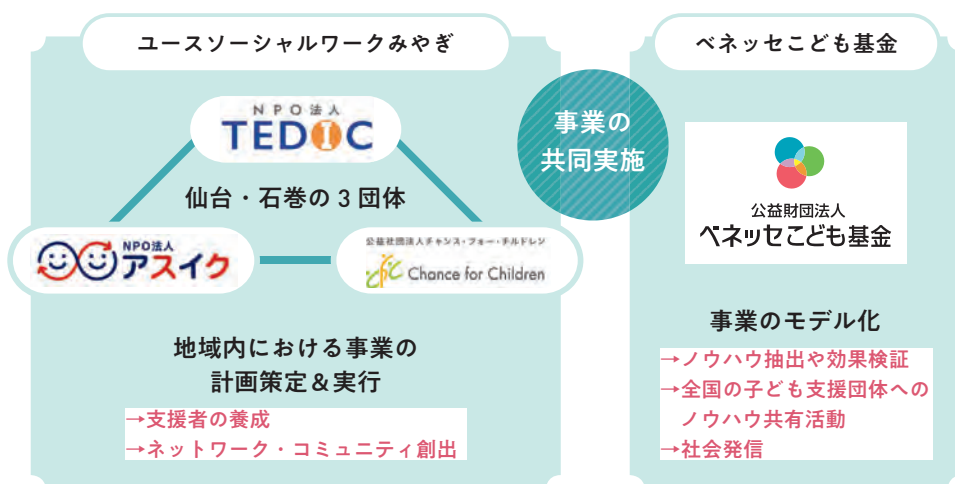 ユースソーシャルワークみやぎ
NPO法人
TEDIC
仙台・石巻の3団体
NPO法人
アスイク
公益社団法人チャンス・フォー・チルドレン
cfc Chance for Children
地域内における事業の
計画策定＆実行
→支援者の養成
→ネットワーク・コミュニティ創出
事業の
共同実施
ベネッセこども基金
公益財団法人
ベネッセこども基金
事業のモデル化
→ノウハウ抽出や効果検証
→全国の子ども支援団体への
ノウハウ共有活動
→社会発信